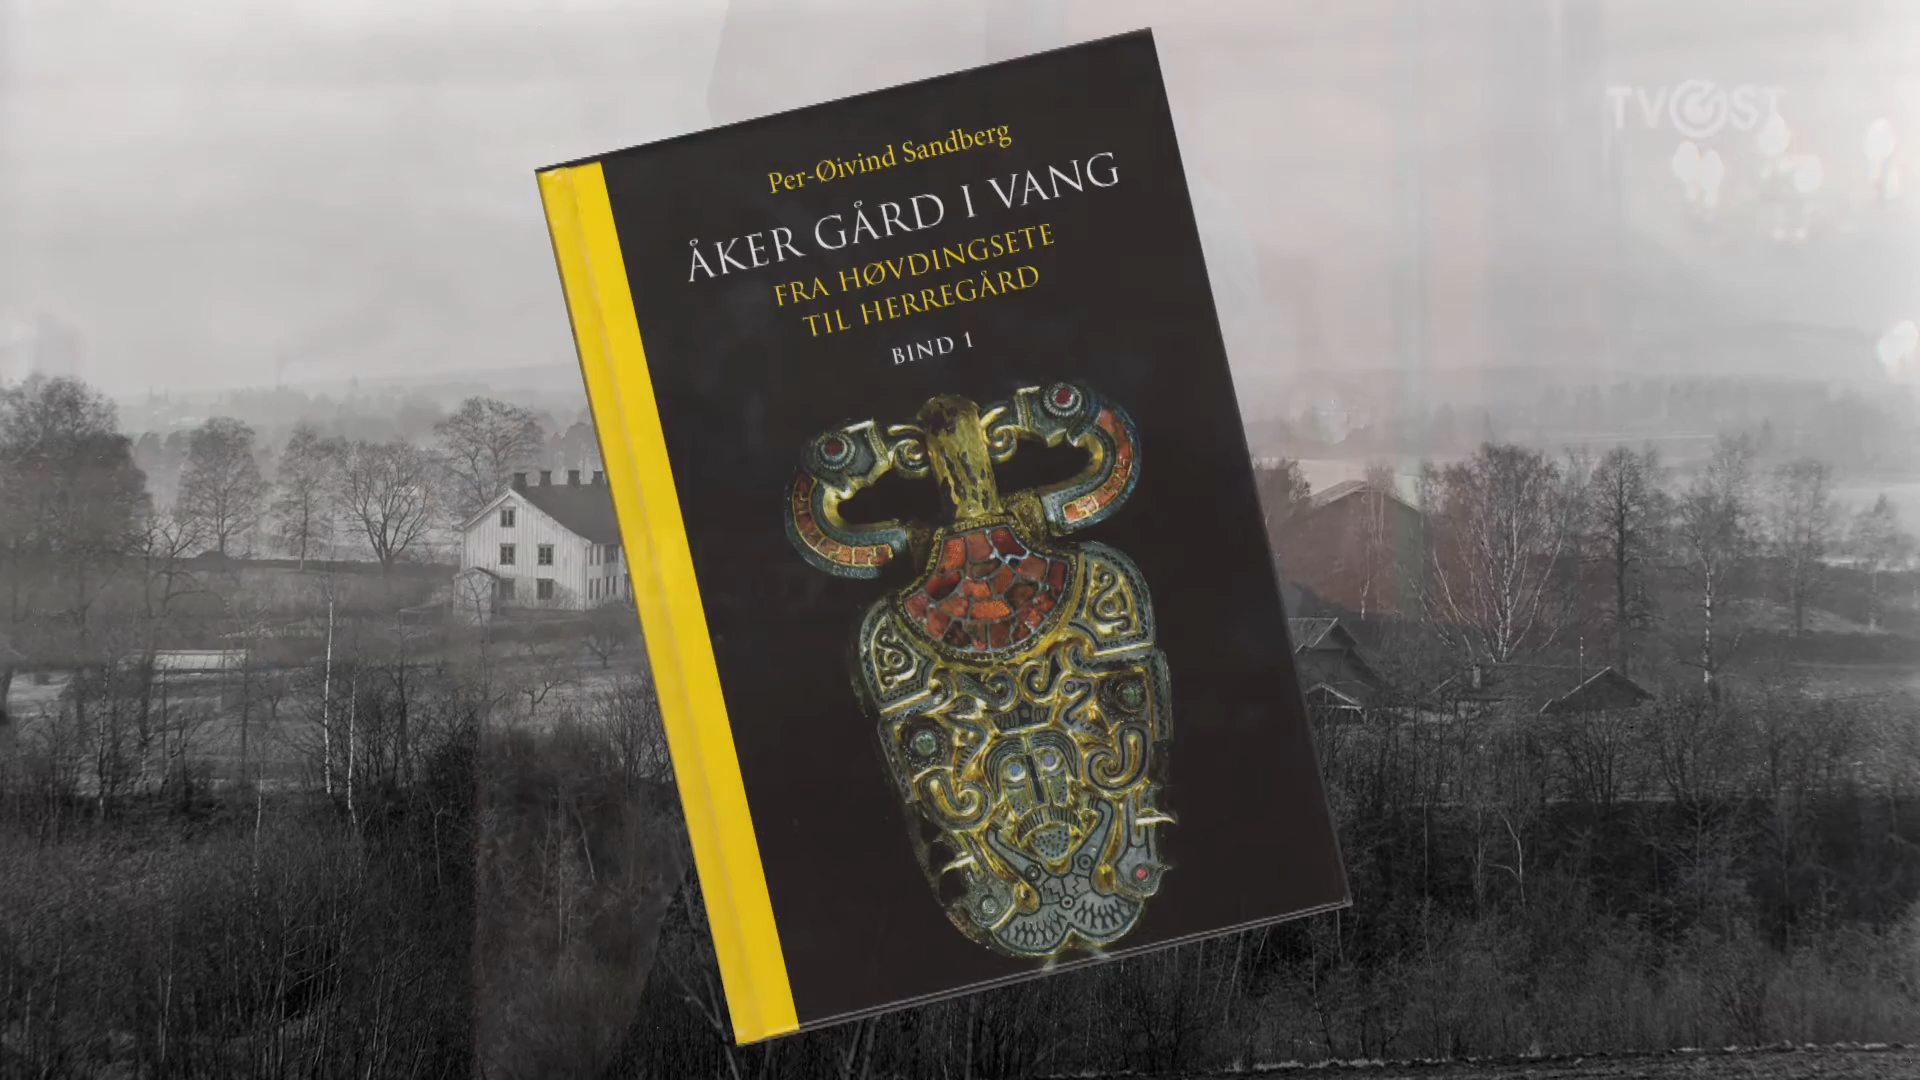 TVØST
Per-Øivind Sandberg
ÅKER GÅRD I VANG
FRA HØVDINGSETE
TIL HERREGÅRD
BIND 1